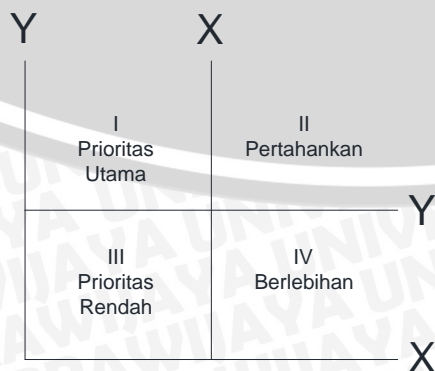 Y
X
I
Prioritas
Utama
II
Pertahankan
Y
III
Prioritas
Rendah
IV
Berlebihan
X